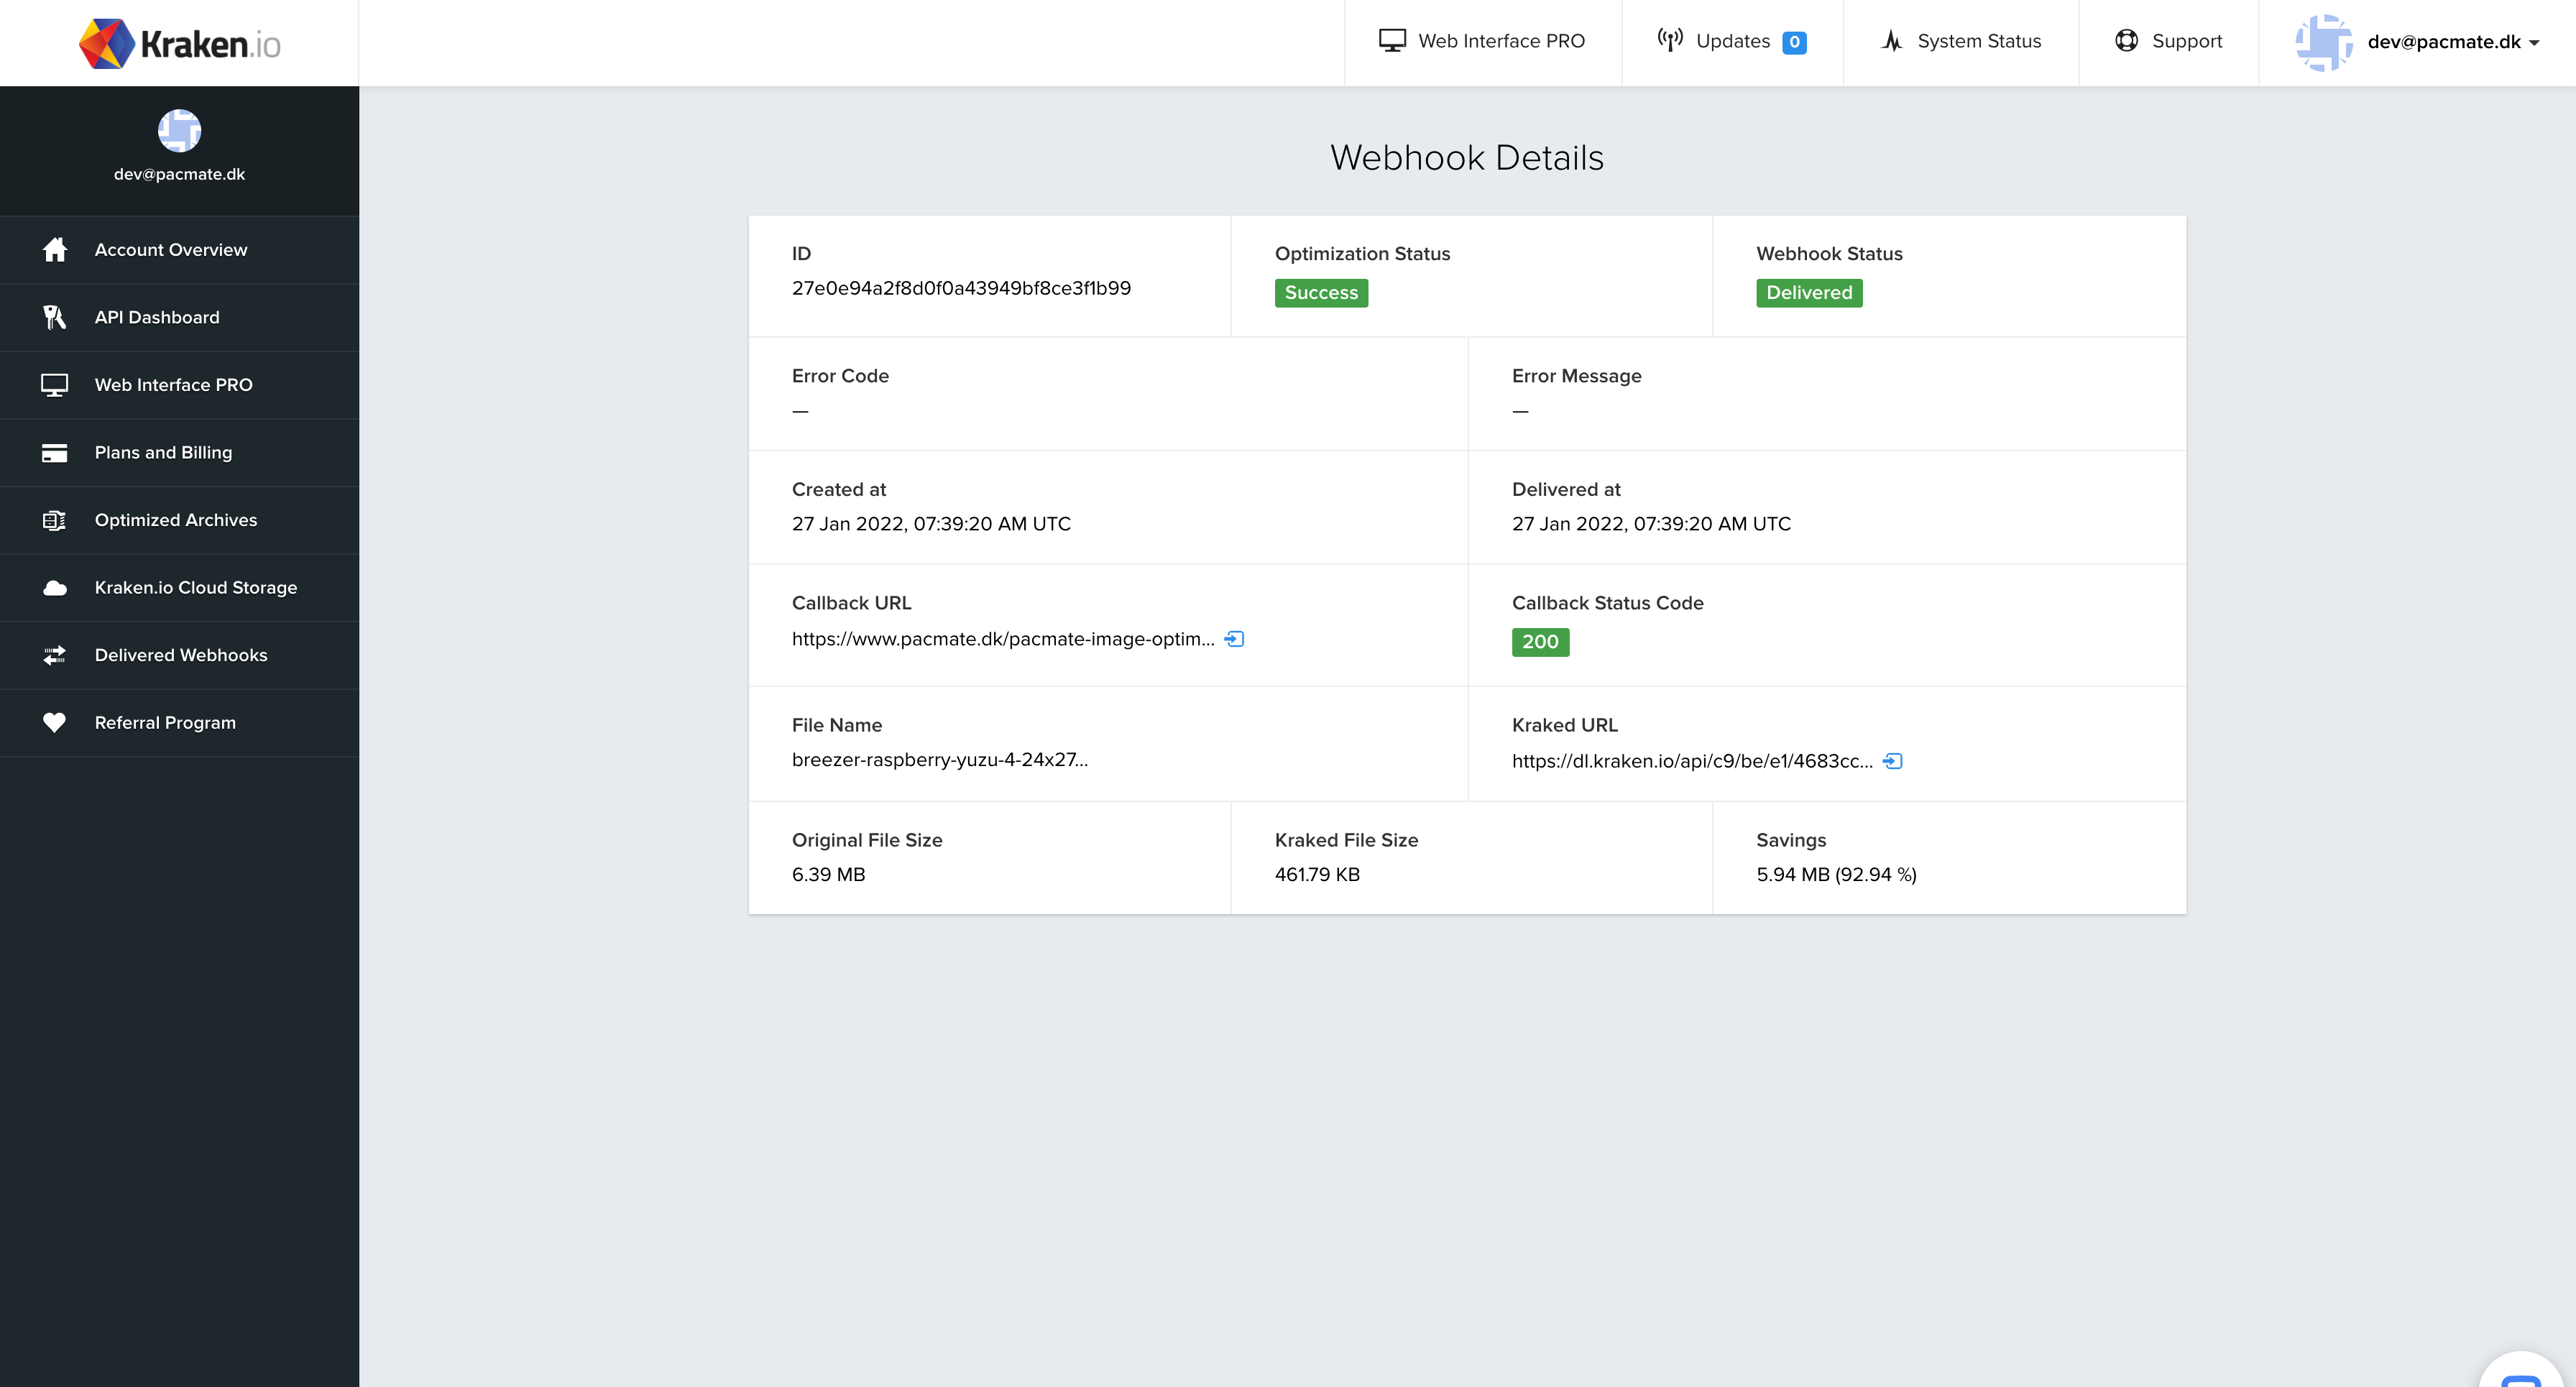 Kraken.io
Web Interface PRO
Updates 0
System Status
Support
dev@pacmate.dk
dev@pacmate.dk
Account Overview
API Dashboard
Web Interface PRO
Plans and Billing
Optimized Archives
Kraken.io Cloud Storage
Delivered Webhooks
Referral Program
Webhook Details
ID
27e0e94a2f8d0f0a43949bf8ce3f1b99
Optimization Status
Success
Webhook Status
Delivered
Error Code
—
Error Message
—
Created at
27 Jan 2022, 07:39:20 AM UTC
Delivered at
27 Jan 2022, 07:39:20 AM UTC
Callback URL
https://www.pacmate.dk/pacmate-image-optim...
Callback Status Code
200
File Name
breezer-raspberry-yuzu-4-24x27...
Kraked URL
https://dl.kraken.io/api/c9/be/e1/4683cc...
Original File Size
6.39 MB
Kraked File Size
461.79 KB
Savings
5.94 MB (92.94 %)